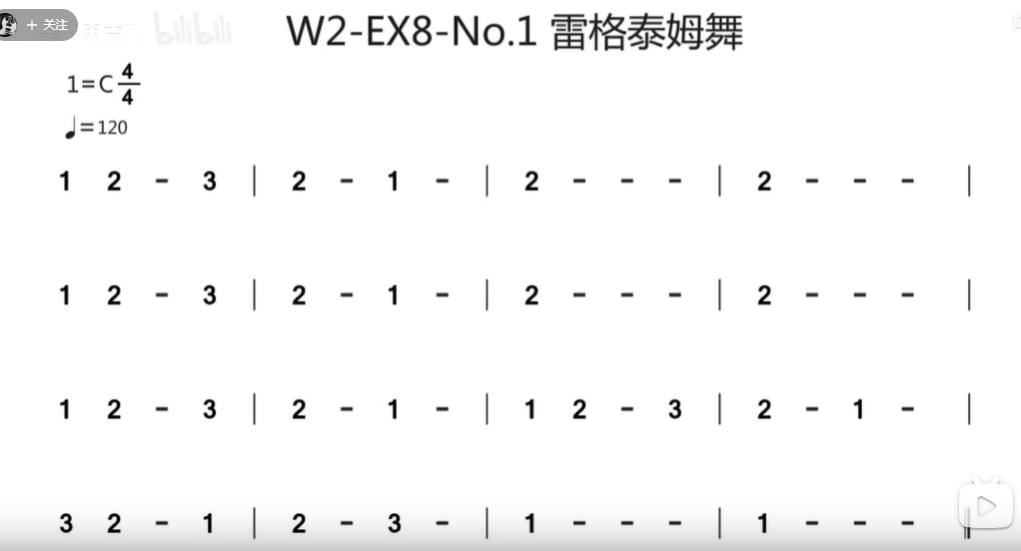 + 关注
bilibili
W2-EX8-No.1 雷格泰姆舞
1=C 4/4
♩=120
1 2 - 3 | 2 - 1 - | 2 - - - | 2 - - - |
1 2 - 3 | 2 - 1 - | 2 - - - | 2 - - - |
1 2 - 3 | 2 - 1 - | 1 2 - 3 | 2 - 1 - |
3 2 - 1 | 2 - 3 - | 1 - - - | 1 - - - ‖